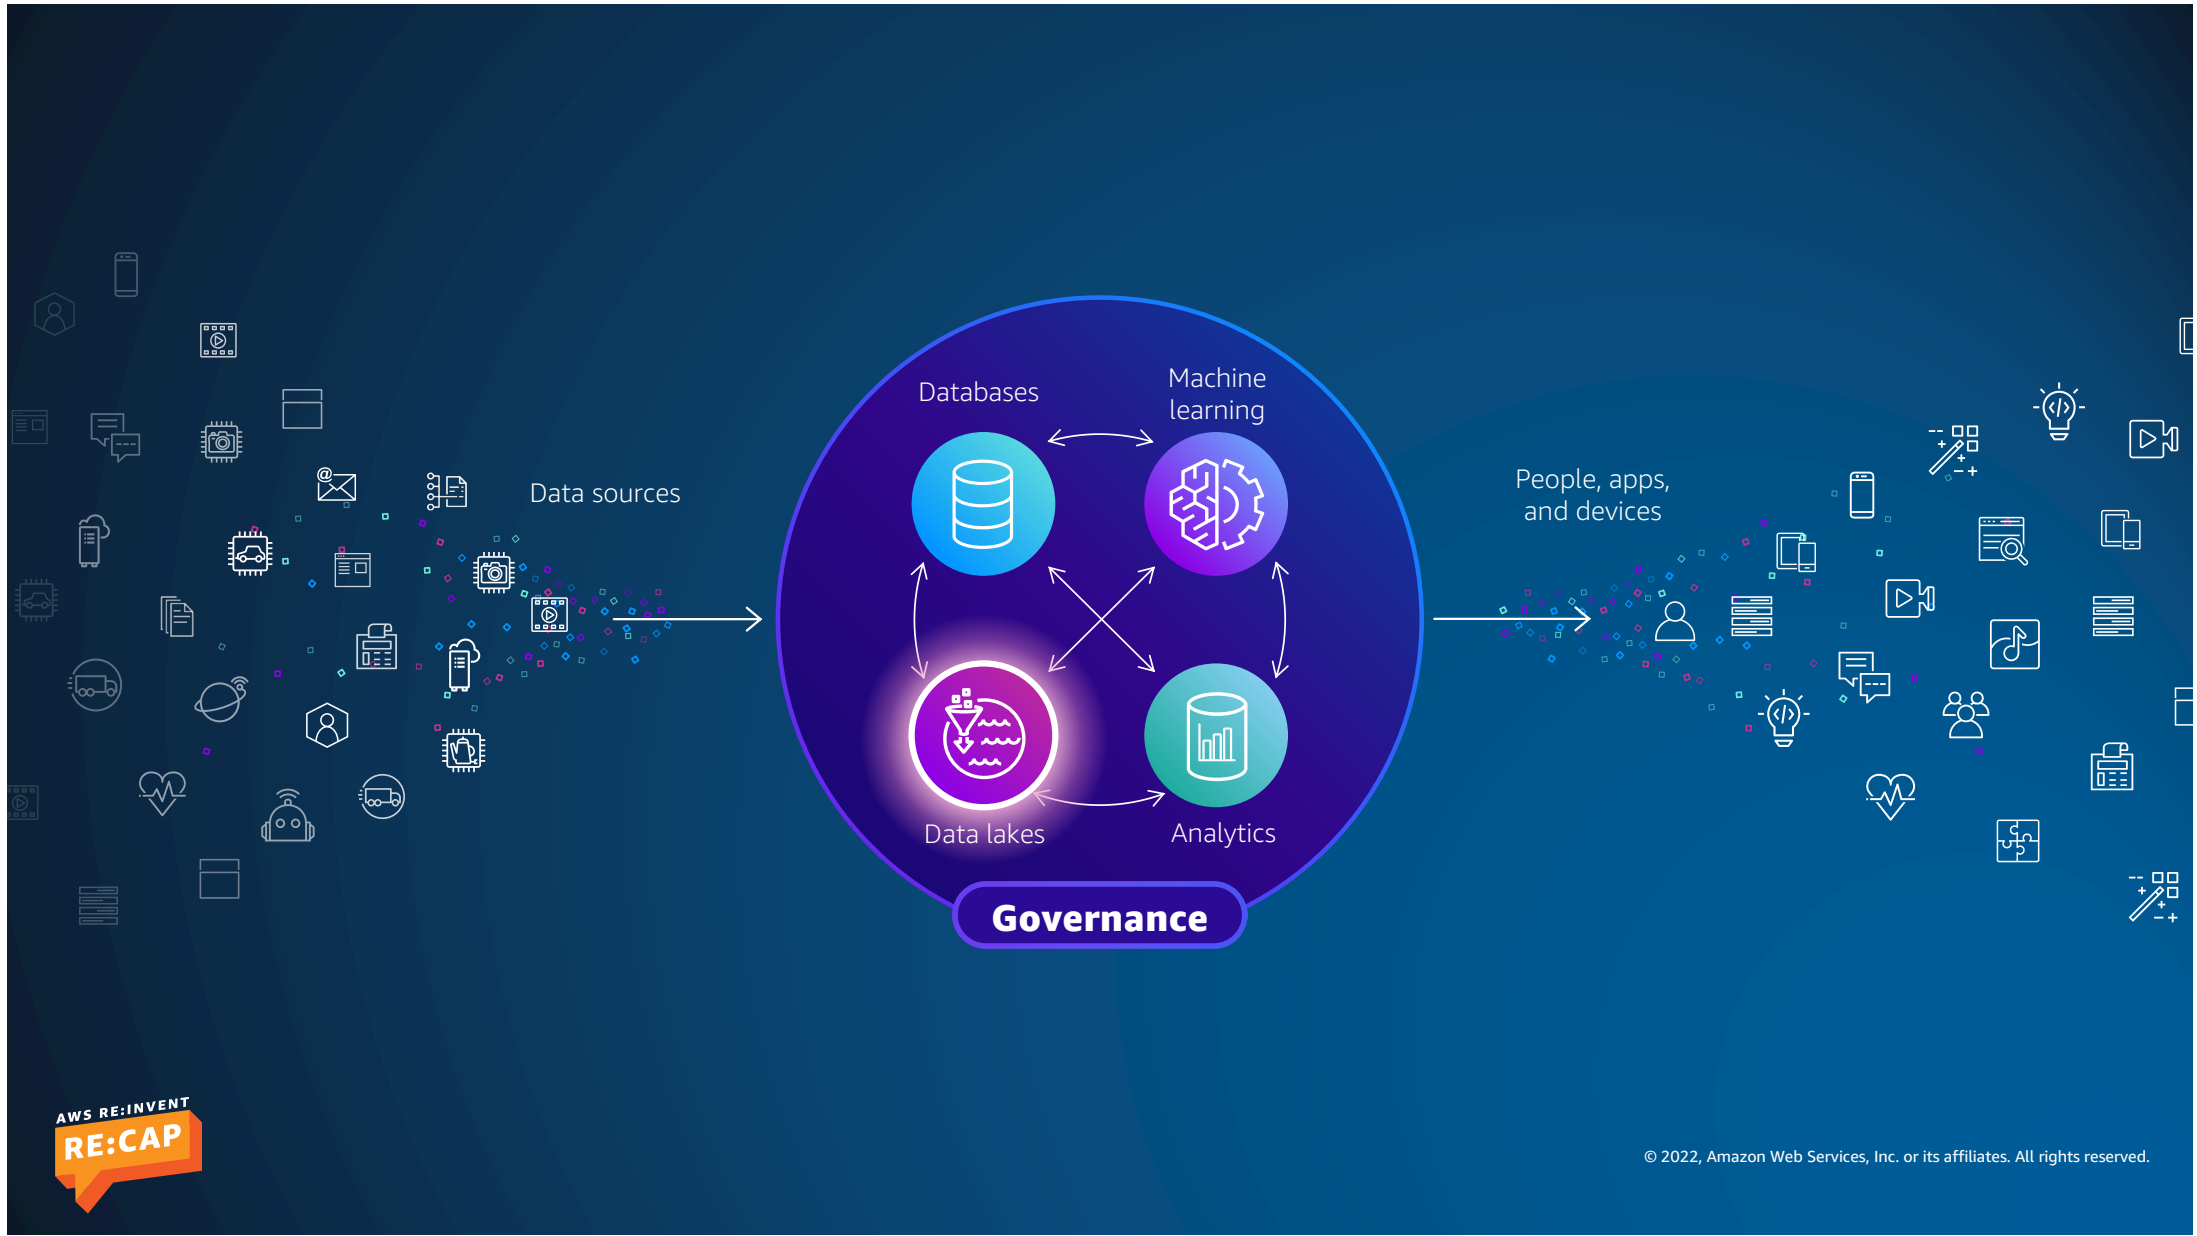 Databases
Machine
learning
Data sources
People, apps,
and devices
@
Data lakes
Analytics
Governance
AWS RE:INVENT
RE:CAP
© 2022, Amazon Web Services, Inc. or its affiliates. All rights reserved.